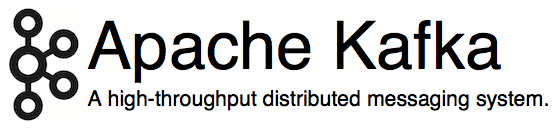 Apache Kafka
A high-throughput distributed messaging system.